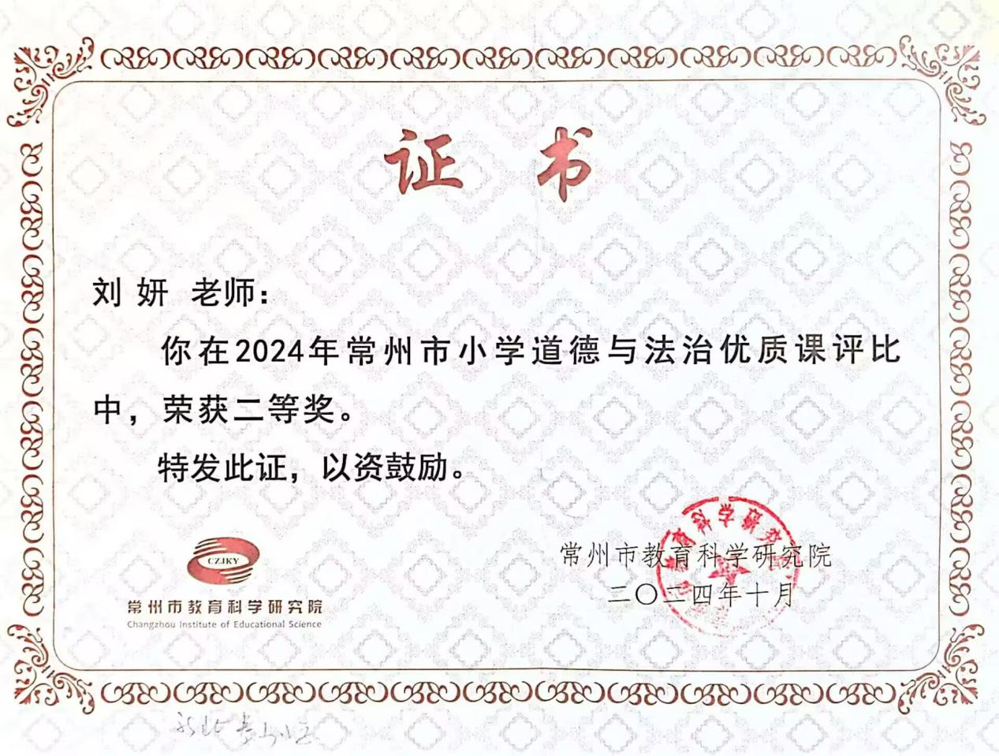 证 书
刘 妍 老师：
你在2024年常州市小学道德与法治优质课评比
中，荣获二等奖。
特发此证，以资鼓励。
CZJKY
常州市教育科学研究院
Changzhou Institute of Educational Science
常州市教育科学研究院
二〇二四年十月